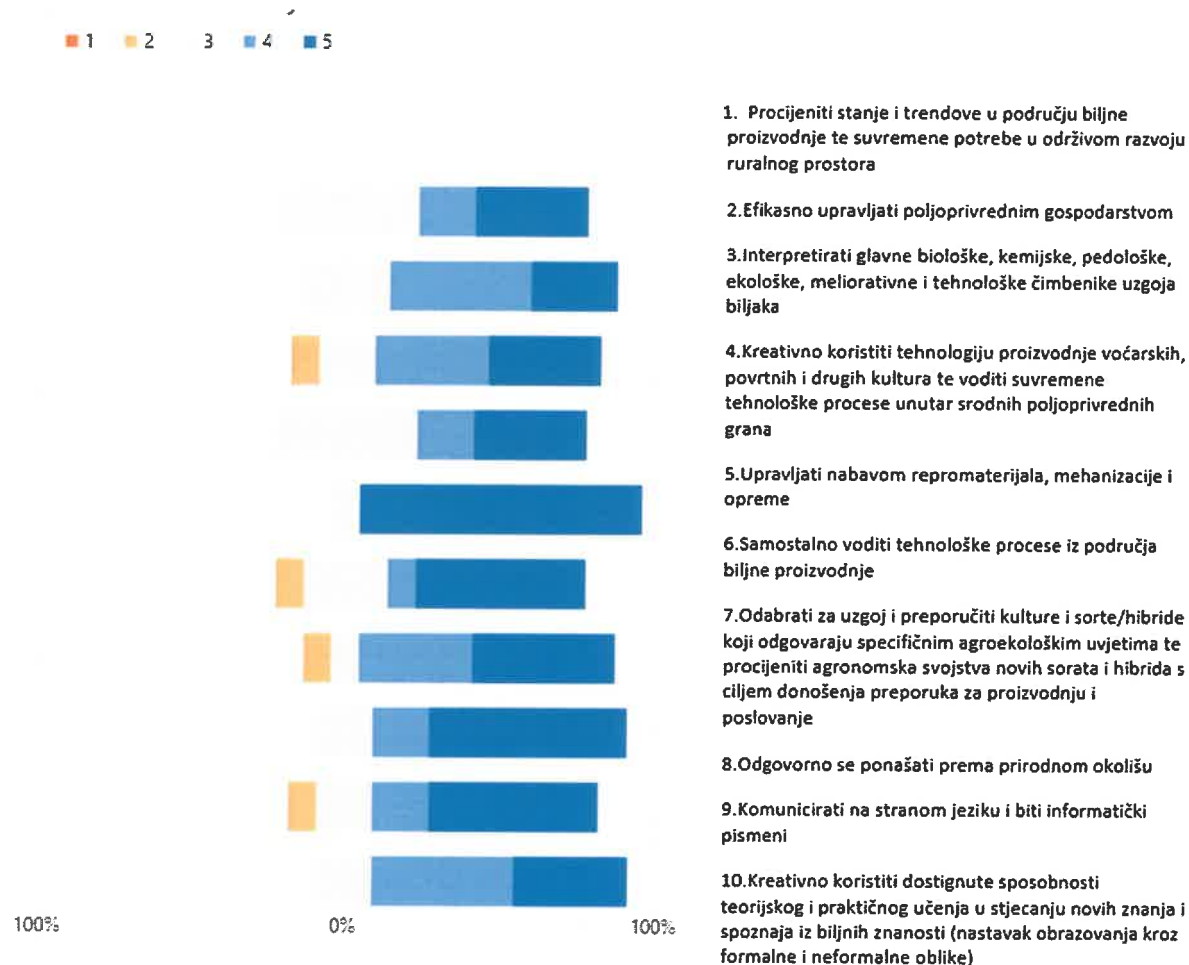 1 2 3 4 5
1. Procijeniti stanje i trendove u području biljne
proizvodnje te suvremene potrebe u održivom razvoju
ruralnog prostora
2.Efikasno upravljati poljoprivrednim gospodarstvom
3.Interpretirati glavne biološke, kemijske, pedološke,
ekološke, meliorativne i tehnološke čimbenike uzgoja
biljaka
4.Kreativno koristiti tehnologiju proizvodnje voćarskih,
povrtnih i drugih kultura te voditi suvremene
tehnološke procese unutar srodnih poljoprivrednih
grana
5.Upravljati nabavom repromaterijala, mehanizacije i
opreme
6.Samostalno voditi tehnološke procese iz područja
biljne proizvodnje
7.Odabrati za uzgoj i preporučiti kulture i sorte/hibride
koji odgovaraju specifičnim agroekološkim uvjetima te
procijeniti agronomska svojstva novih sorata i hibrida s
ciljem donošenja preporuka za proizvodnju i
poslovanje
8.Odgovorno se ponašati prema prirodnom okolišu
9.Komunicirati na stranom jeziku i biti informatički
pismeni
10.Kreativno koristiti dostignute sposobnosti
teorijskog i praktičnog učenja u stjecanju novih znanja i
spoznaja iz biljnih znanosti (nastavak obrazovanja kroz
formalne i neformalne oblike)
100% 0% 100%